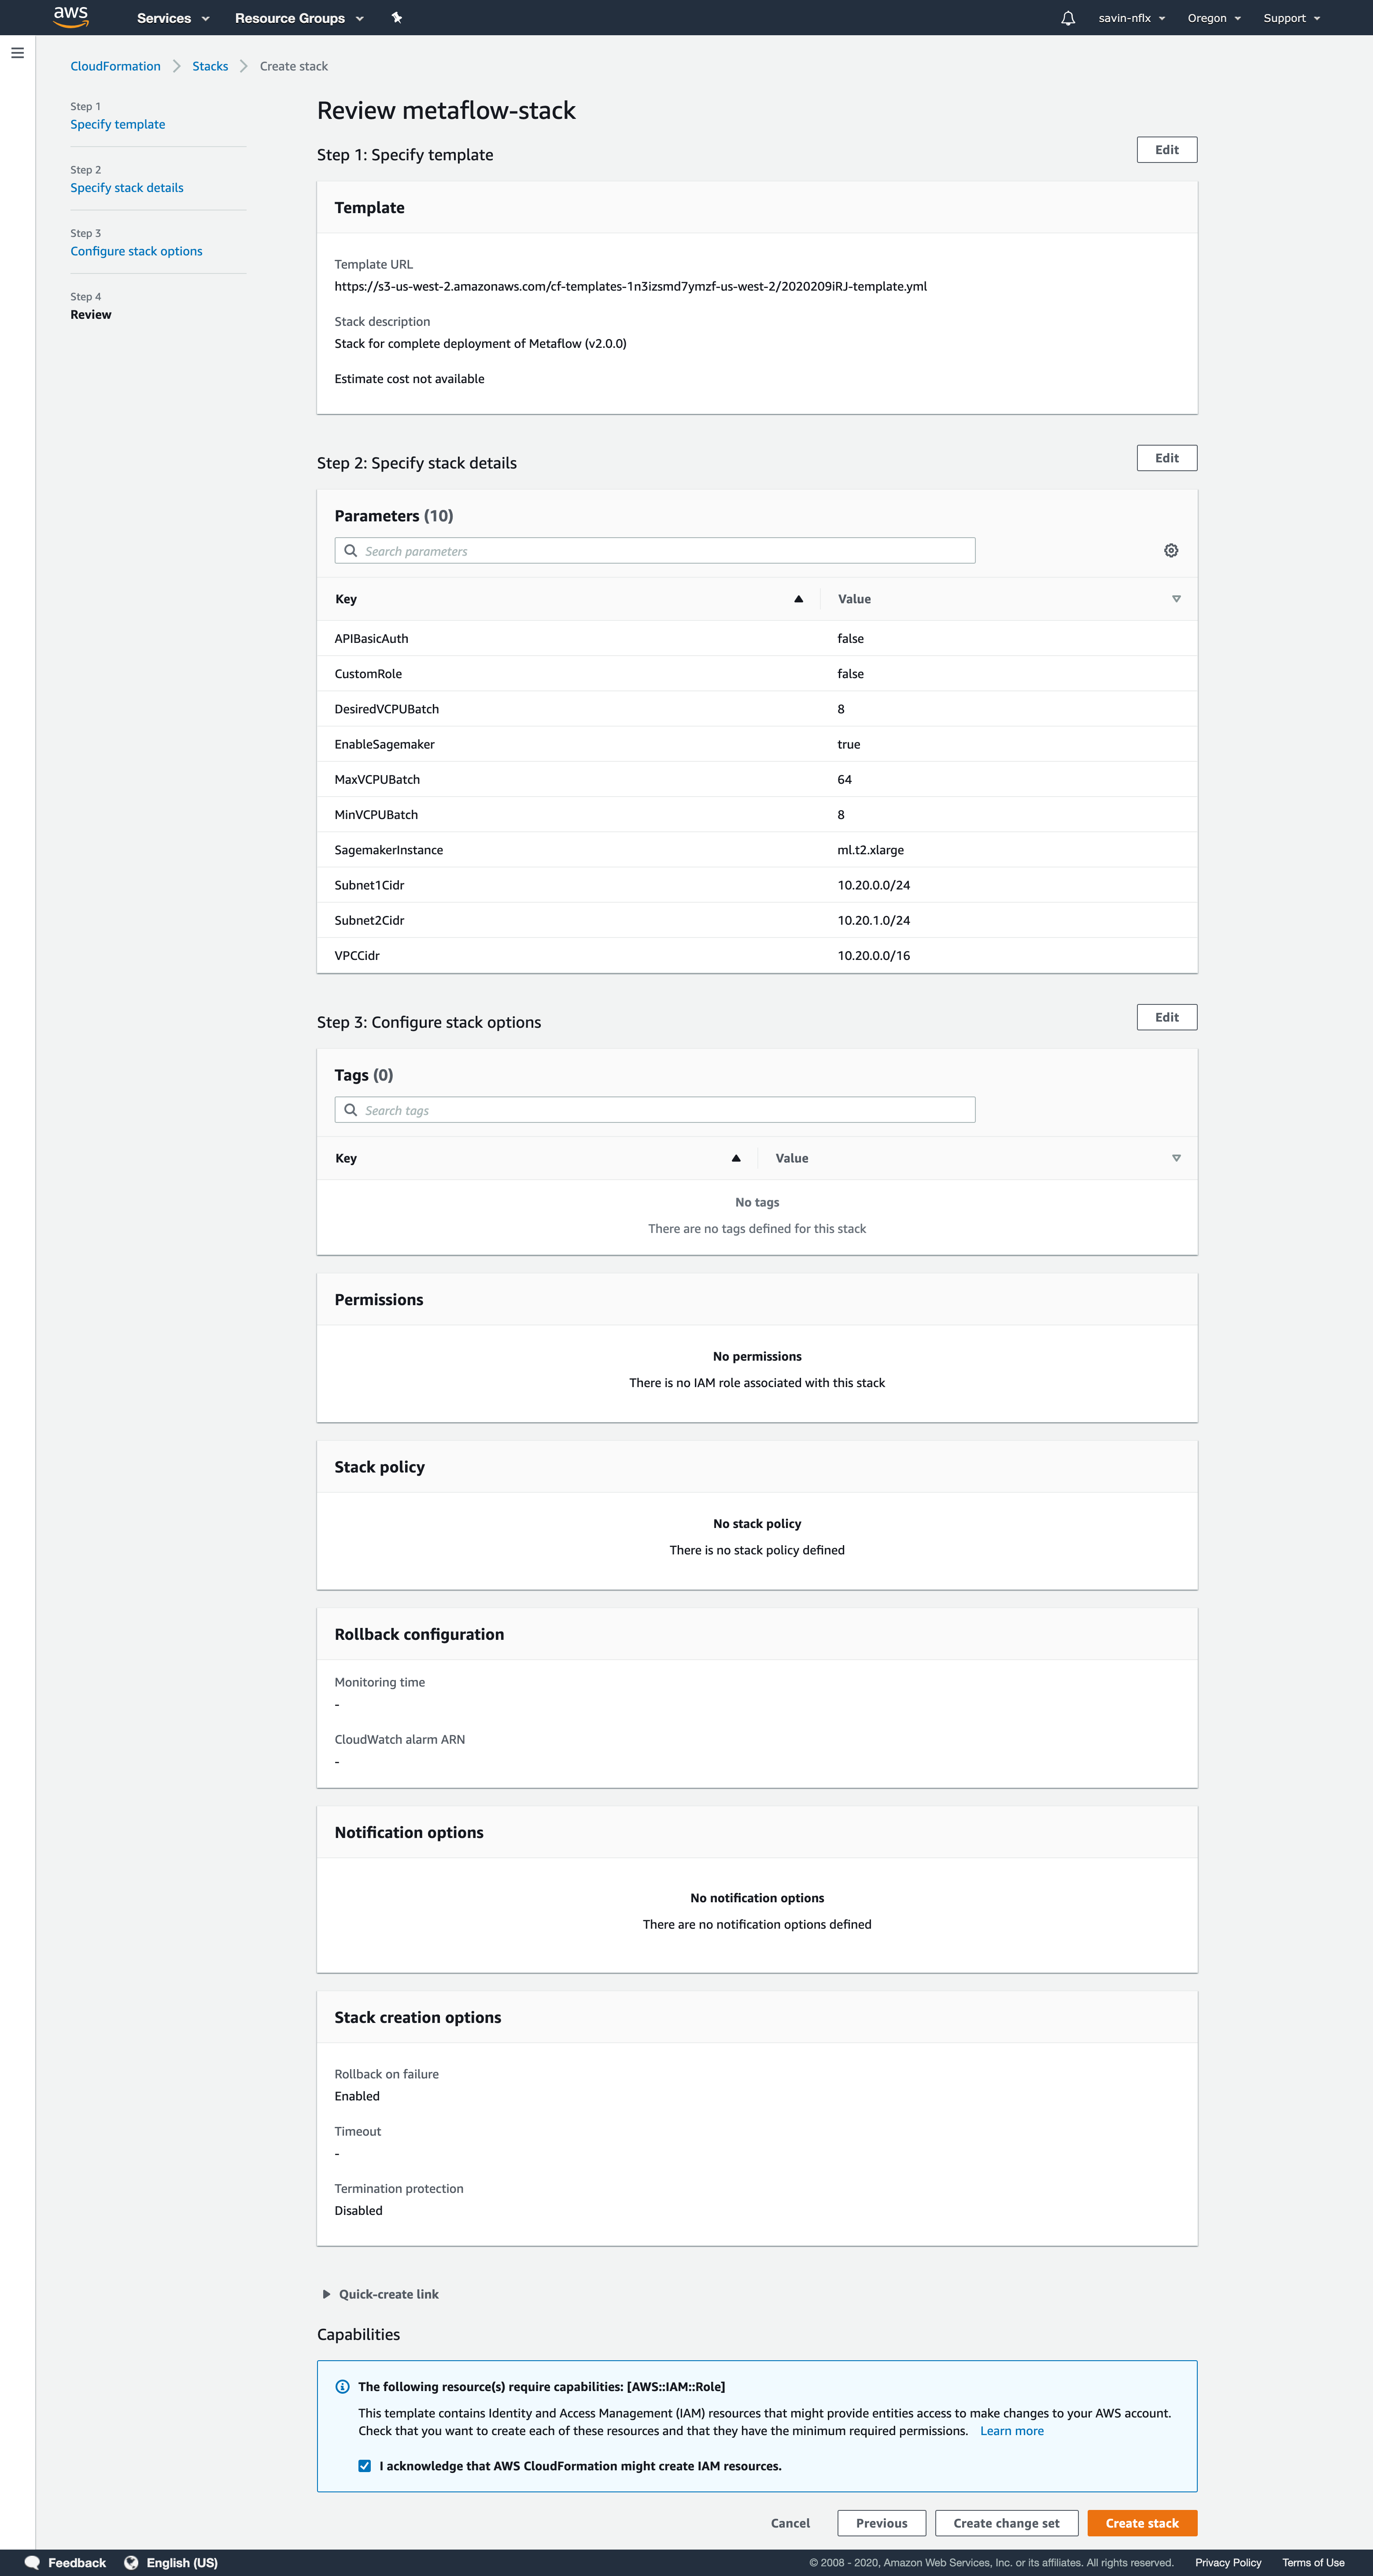 aws Services Resource Groups savin-nflx Oregon Support
CloudFormation Stacks Create stack
Step 1
Specify template
Step 2
Specify stack details
Step 3
Configure stack options
Step 4
Review
Review metaflow-stack
Step 1: Specify template
Edit
Template
Template URL
https://s3-us-west-2.amazonaws.com/cf-templates-1n3izsmd7ymzf-us-west-2/2020209iRJ-template.yml
Stack description
Stack for complete deployment of Metaflow (v2.0.0)
Estimate cost not available
Step 2: Specify stack details
Edit
Parameters (10)
Search parameters
Key Value
APIBasicAuth false
CustomRole false
DesiredVCPUBatch 8
EnableSagemaker true
MaxVCPUBatch 64
MinVCPUBatch 8
SagemakerInstance ml.t2.xlarge
Subnet1Cidr 10.20.0.0/24
Subnet2Cidr 10.20.1.0/24
VPCCidr 10.20.0.0/16
Step 3: Configure stack options
Edit
Tags (0)
Search tags
Key Value
No tags
There are no tags defined for this stack
Permissions
No permissions
There is no IAM role associated with this stack
Stack policy
No stack policy
There is no stack policy defined
Rollback configuration
Monitoring time
-
CloudWatch alarm ARN
-
Notification options
No notification options
There are no notification options defined
Stack creation options
Rollback on failure
Enabled
Timeout
-
Termination protection
Disabled
Quick-create link
Capabilities
The following resource(s) require capabilities: [AWS::IAM::Role]
This template contains Identity and Access Management (IAM) resources that might provide entities access to make changes to your AWS account.
Check that you want to create each of these resources and that they have the minimum required permissions. Learn more
I acknowledge that AWS CloudFormation might create IAM resources.
Cancel Previous Create change set Create stack
Feedback English (US) © 2008 - 2020, Amazon Web Services, Inc. or its affiliates. All rights reserved. Privacy Policy Terms of Use